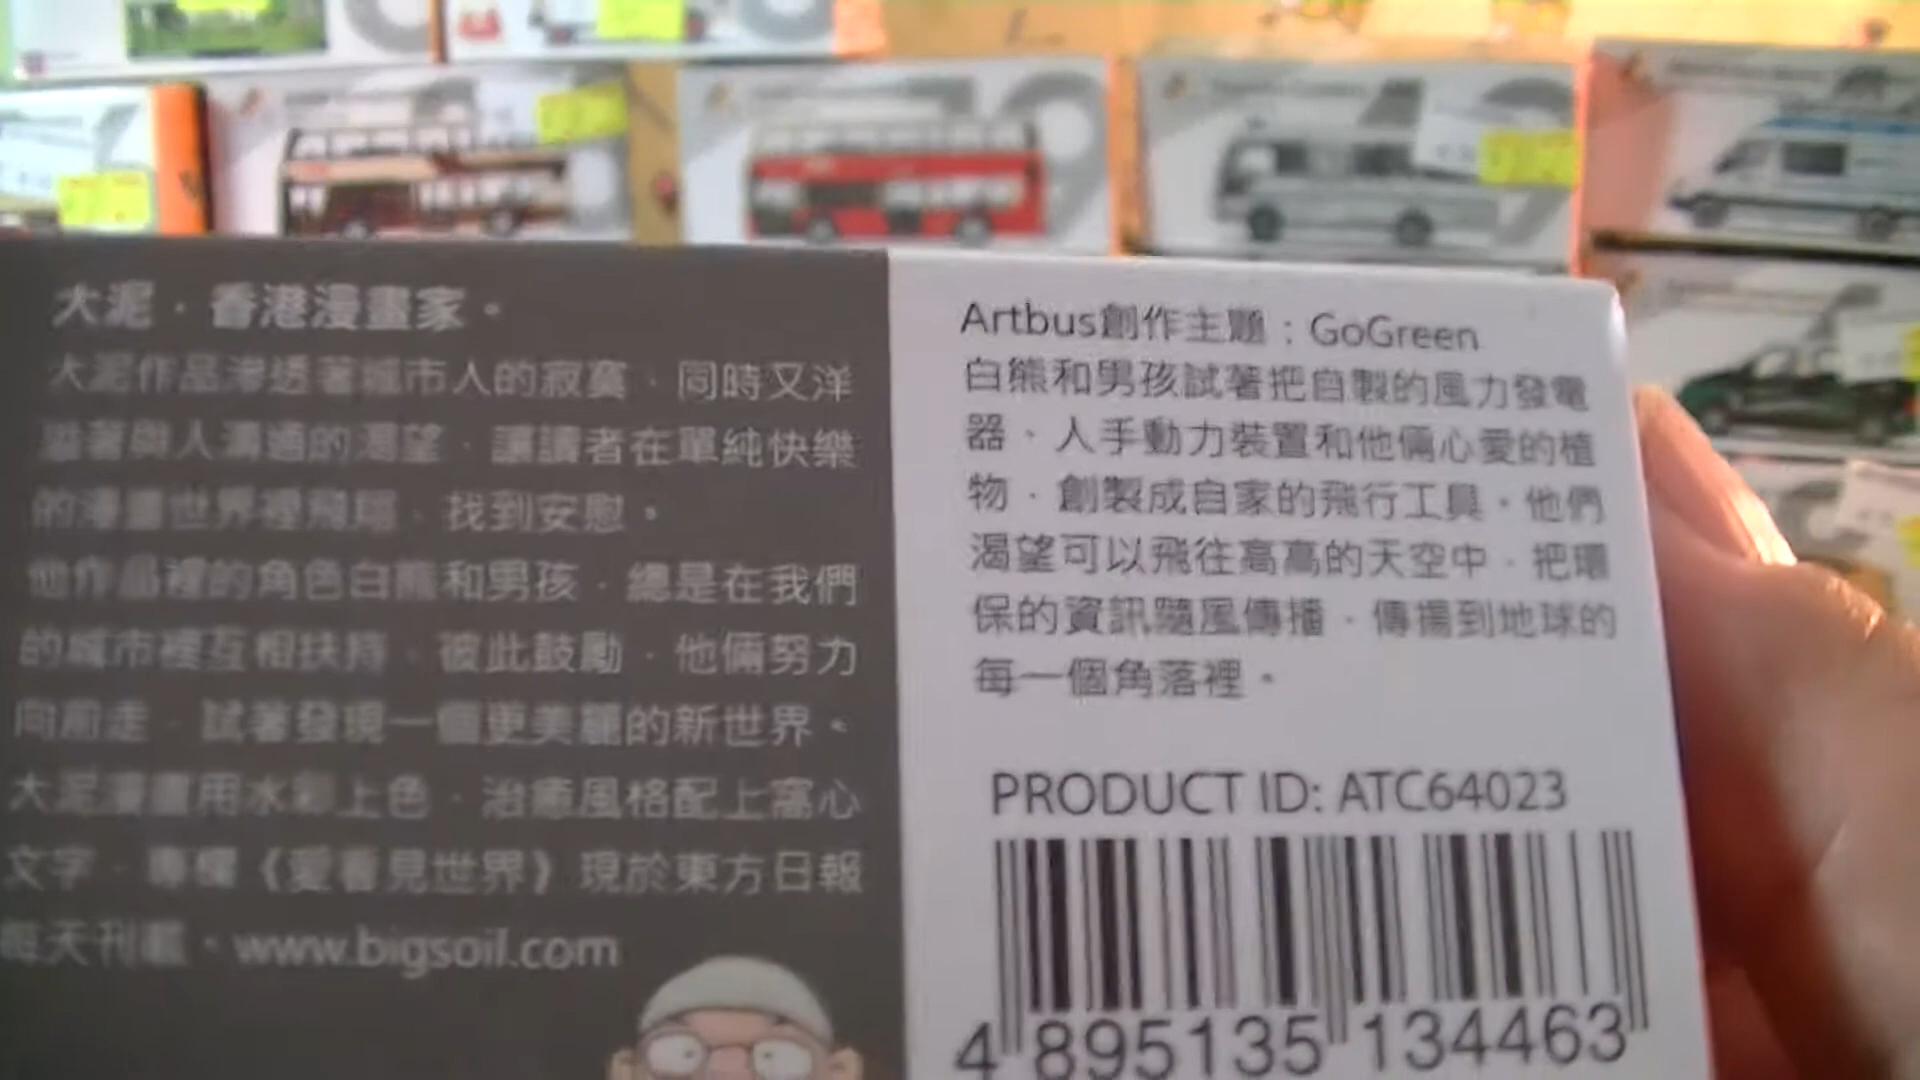 大泥．香港漫畫家。
大泥作品滲透著城市人的寂寞．同時又洋
溢著與人溝通的渴望．讓讀者在單純快樂
的漫畫世界裡飛翔．找到安慰。
他作品裡的角色白熊和男孩．總是在我們
的城市裡互相扶持．彼此鼓勵．他倆努力
向前走．試著發現一個更美麗的新世界。
大泥漫畫用水彩上色．治癒風格配上窩心
文字．專欄《愛看見世界》現於東方日報
每天刊載。www.bigsoil.com
Artbus創作主題：GoGreen
白熊和男孩試著把自製的風力發電
器、人手動力裝置和他倆心愛的植
物．創製成自家的飛行工具。他們
渴望可以飛往高高的天空中．把環
保的資訊隨風傳播．傳揚到地球的
每一個角落裡。
PRODUCT ID: ATC64023
4 895135 134463